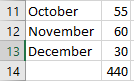 11 October 55
12 November 60
13 December 30
14 440